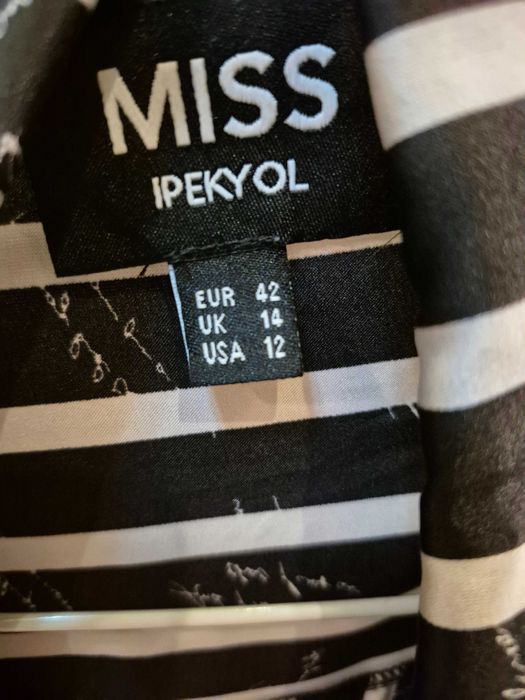 MISS
IPEKYOL
EUR 42
UK 14
USA 12